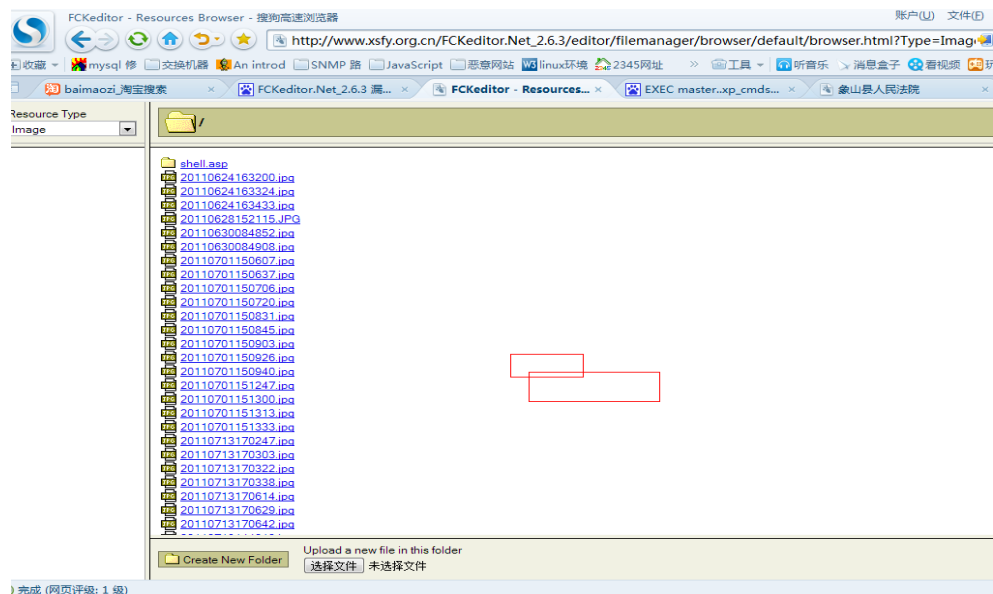 FCKeditor - Resources Browser - 搜狗高速浏览器
账户(U) 文件(F)
http://www.xsfy.org.cn/FCKeditor.Net_2.6.3/editor/filemanager/browser/default/browser.html?Type=Imag
收藏 mysql 修 交换机器 An introd SNMP 路 JavaScript 恶意网站 linux环境 2345网址 » 工具 听音乐 消息盒子 看视频 玩
baimaozi_淘宝搜索 × FCKeditor.Net_2.6.3 漏... × FCKeditor - Resources... × EXEC master..xp_cmds... × 象山县人民法院 ×
Resource Type
Image
/
shell.asp
20110624163200.jpg
20110624163324.jpg
20110624163433.jpg
20110628152115.JPG
20110630084852.jpg
20110630084908.jpg
20110701150607.jpg
20110701150637.jpg
20110701150706.jpg
20110701150720.jpg
20110701150831.jpg
20110701150845.jpg
20110701150903.jpg
20110701150926.jpg
20110701150940.jpg
20110701151247.jpg
20110701151300.jpg
20110701151313.jpg
20110701151333.jpg
20110713170247.jpg
20110713170303.jpg
20110713170322.jpg
20110713170338.jpg
20110713170614.jpg
20110713170629.jpg
20110713170642.jpg
Create New Folder
Upload a new file in this folder
选择文件 未选择文件
完成 (网页评级: 1 级)